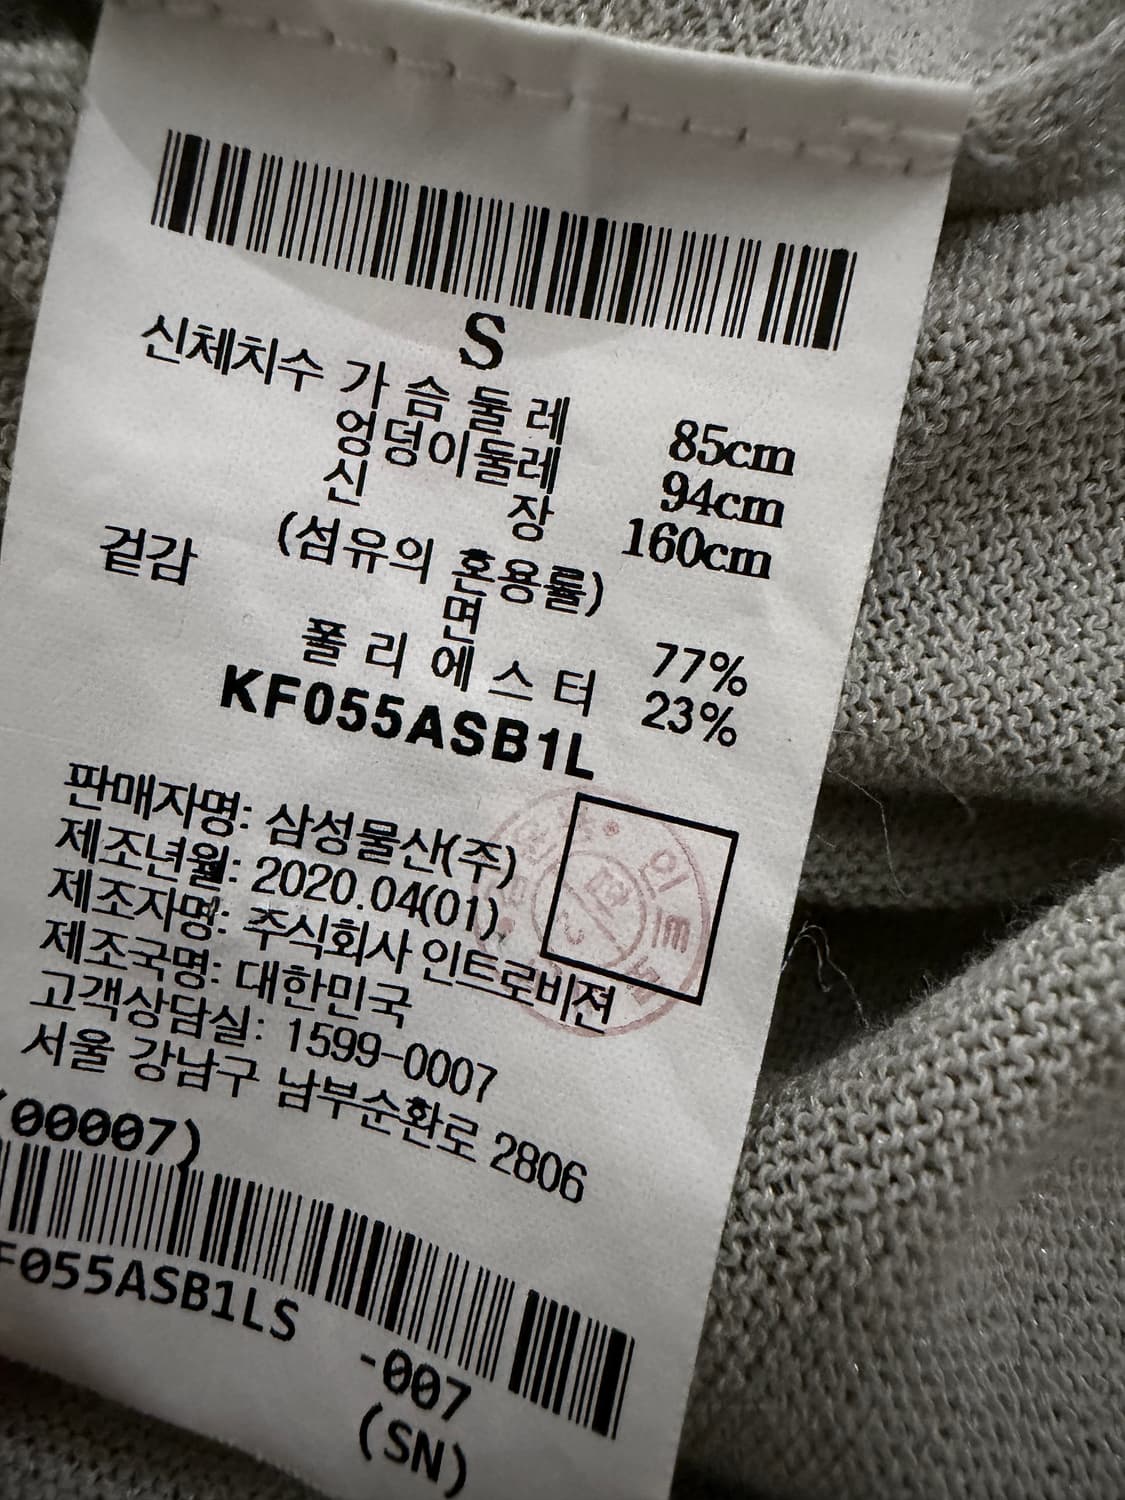 S
신체치수 가 슴 둘 레 85cm
엉덩이둘레 94cm
신 장 160cm
(섬유의 혼용률)
겉감 면 77%
폴 리 에 스 터 23%
KF055ASB1L
판매자명: 삼성물산(주)
제조년월: 2020.04(01)
제조자명: 주식회사 인트로비젼
제조국명: 대한민국
고객상담실: 1599-0007
서울 강남구 남부순환로 2806
(00007)
F055ASB1LS -007
(SN)